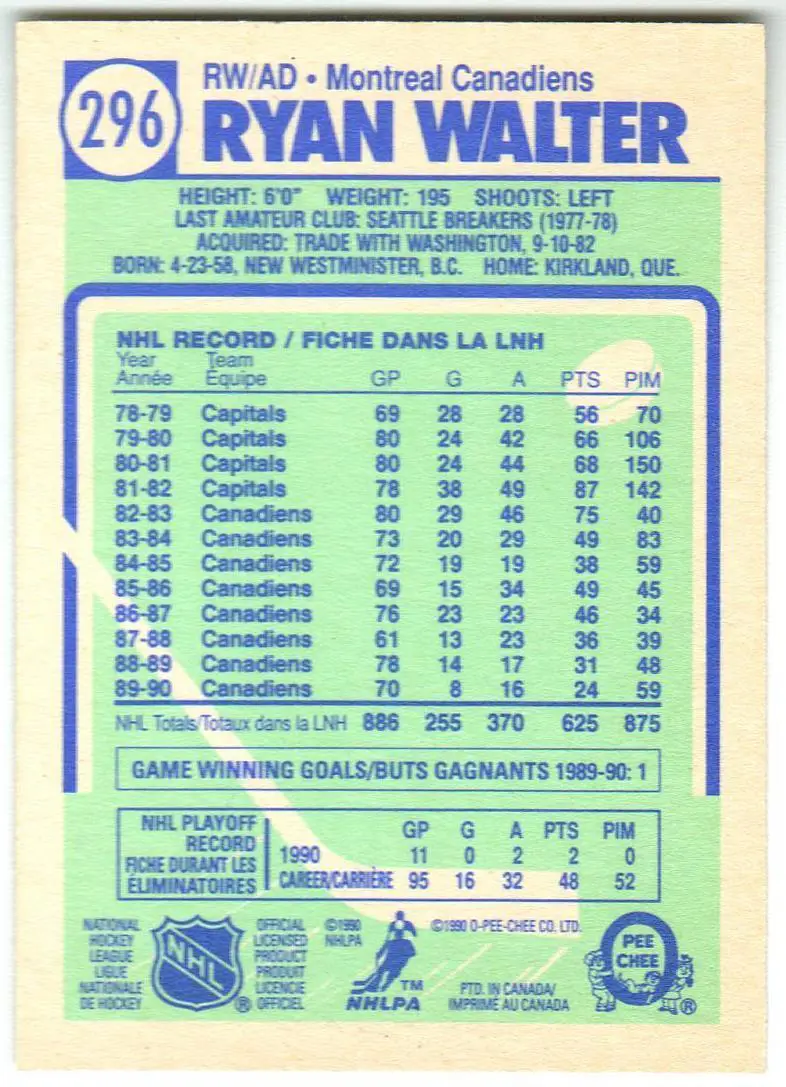 296
RW/AD • Montreal Canadiens
RYAN WALTER
HEIGHT: 6'0" WEIGHT: 195 SHOOTS: LEFT
LAST AMATEUR CLUB: SEATTLE BREAKERS (1977-78)
ACQUIRED: TRADE WITH WASHINGTON, 9-10-82
BORN: 4-23-58, NEW WESTMINISTER, B.C. HOME: KIRKLAND, QUE.
NHL RECORD / FICHE DANS LA LNH
Year Team
Année Équipe GP G A PTS PIM
78-79 Capitals 69 28 28 56 70
79-80 Capitals 80 24 42 66 106
80-81 Capitals 80 24 44 68 150
81-82 Capitals 78 38 49 87 142
82-83 Canadiens 80 29 46 75 40
83-84 Canadiens 73 20 29 49 83
84-85 Canadiens 72 19 19 38 59
85-86 Canadiens 69 15 34 49 45
86-87 Canadiens 76 23 23 46 34
87-88 Canadiens 61 13 23 36 39
88-89 Canadiens 78 14 17 31 48
89-90 Canadiens 70 8 16 24 59
NHL Totals/Totaux dans la LNH 886 255 370 625 875
GAME WINNING GOALS/BUTS GAGNANTS 1989-90: 1
NHL PLAYOFF
RECORD
FICHE DURANT LES
ÉLIMINATOIRES
GP G A PTS PIM
1990 11 0 2 2 0
CAREER/CARRIÈRE 95 16 32 48 52
NATIONAL
HOCKEY
LEAGUE
LIGUE
NATIONALE
DE HOCKEY
NHL
®
OFFICIAL
LICENSED
PRODUCT
PRODUIT
LICENCIE
OFFICIEL
©1990
NHLPA
TM
NHLPA
©1990 O-PEE-CHEE CO. LTD.
PTD. IN CANADA/
IMPRIMÉ AU CANADA
O
PEE
CHEE
®